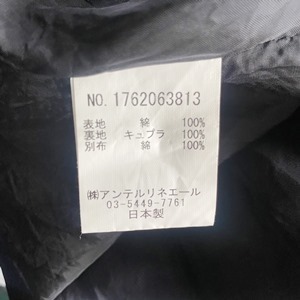 NO. 1762063813
表地 綿 100%
裏地 キュプラ 100%
別布 綿 100%
㈱アンテルリネエール
03-5449-7761
日本製